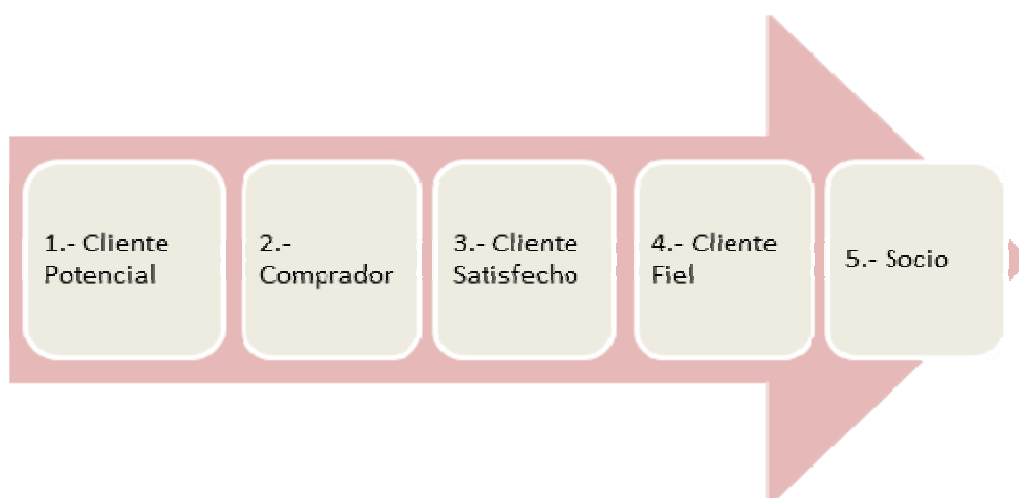 1.- Cliente
Potencial
2.-
Comprador
3.- Cliente
Satisfecho
4.- Cliente
Fiel
5.- Socio